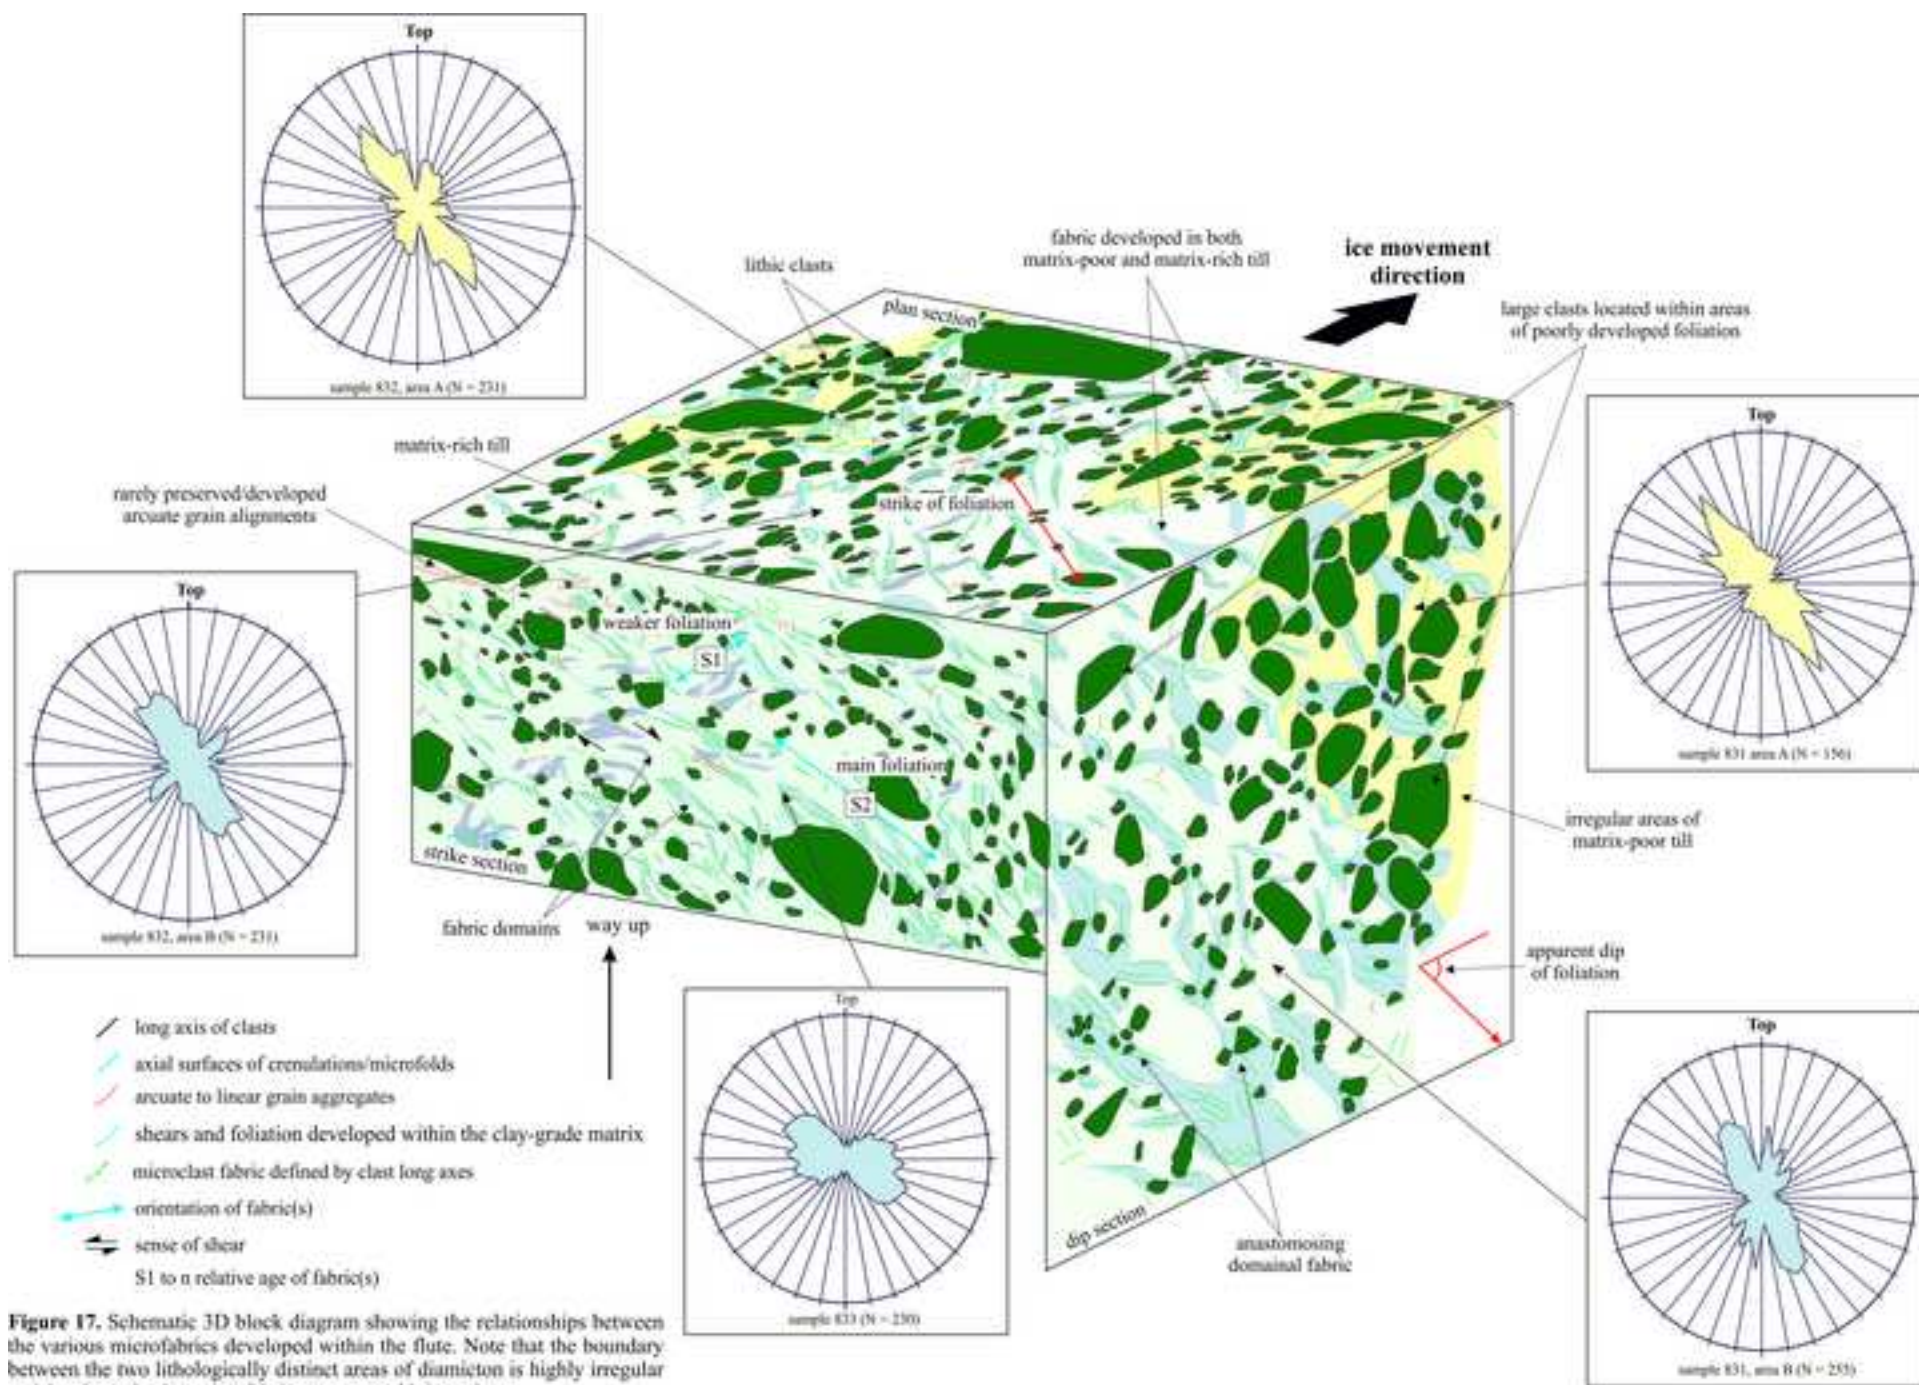 Top
sample 832, area A (N = 231)
lithic clasts
fabric developed in both
matrix-poor and matrix-rich till
ice movement
direction
large clasts located within areas
of poorly developed foliation
plan section
matrix-rich till
rarely preserved/developed
arcuate grain alignments
strike of foliation
Top
sample 832, area B (N = 231)
weaker foliation
S1
main foliation
S2
strike section
Top
sample 831 area A (N = 156)
irregular areas of
matrix-poor till
fabric domains
way up
apparent dip
of foliation
long axis of clasts
axial surfaces of crenulations/microfolds
arcuate to linear grain aggregates
shears and foliation developed within the clay-grade matrix
microclast fabric defined by clast long axes
orientation of fabric(s)
sense of shear
S1 to n relative age of fabric(s)
Top
sample 833 (N = 230)
dip section
anastomosing
domainal fabric
Top
sample 831, area B (N = 255)
Figure 17. Schematic 3D block diagram showing the relationships between
the various microfabrics developed within the flute. Note that the boundary
between the two lithologically distinct areas of diamicton is highly irregular